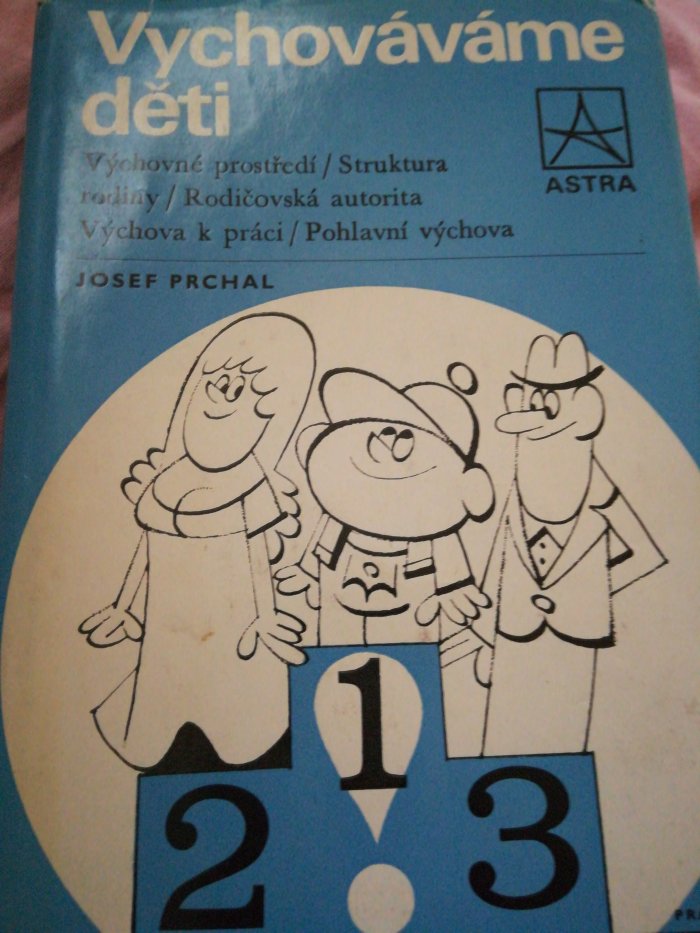 Vychováváme
děti
Výchovné prostředí / Struktura
rodiny / Rodičovská autorita
Výchova k práci / Pohlavní výchova
ASTRA
JOSEF PRCHAL
1
2
3